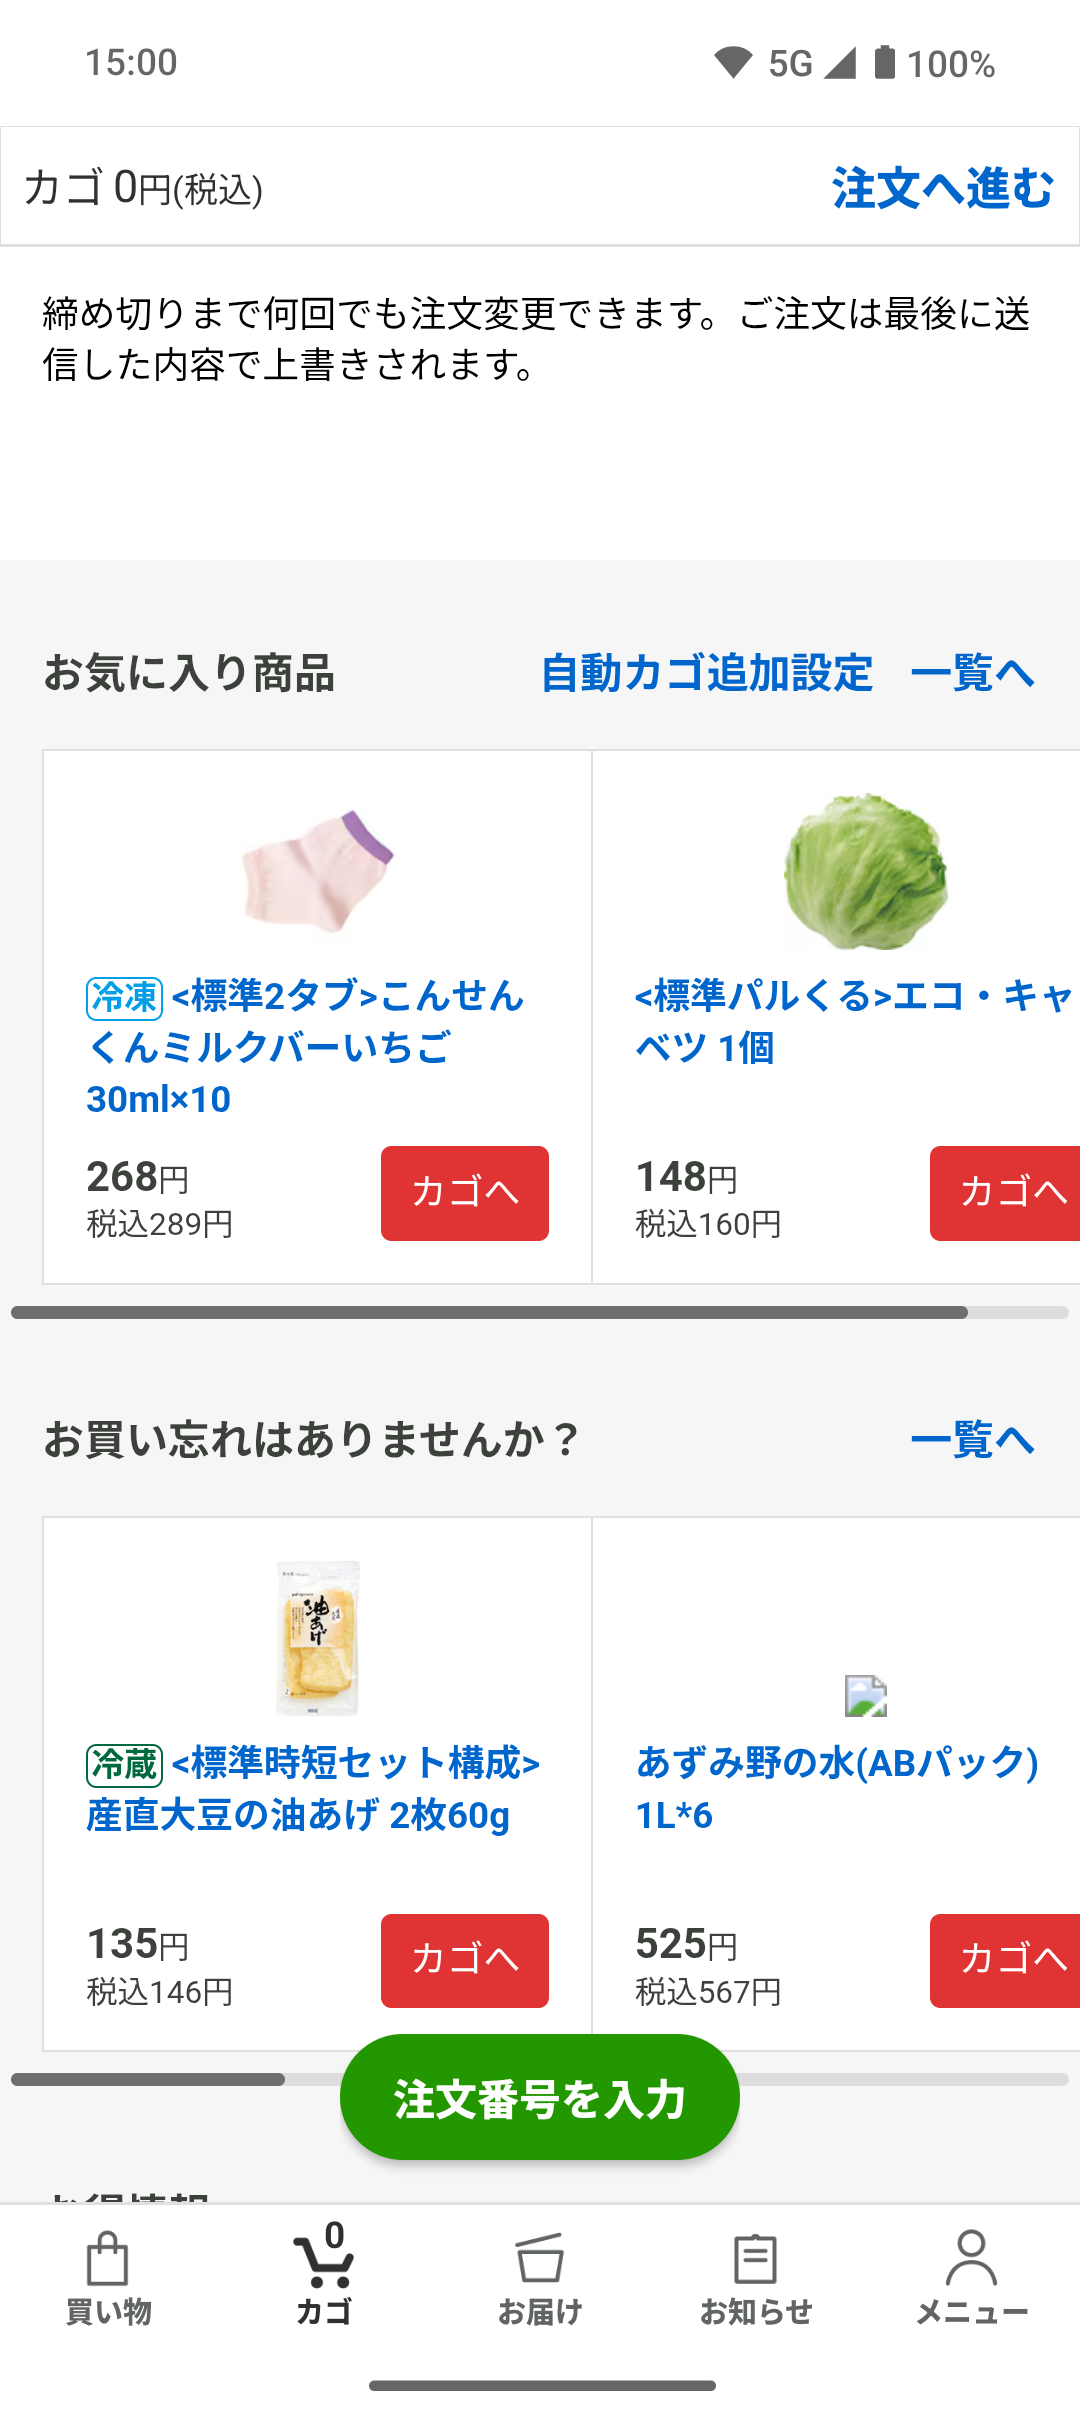 15:00
5G 100%
カゴ 0円(税込)
注文へ進む
締め切りまで何回でも注文変更できます。ご注文は最後に送
信した内容で上書きされます。
お気に入り商品
自動カゴ追加設定 一覧へ
冷凍 <標準2タブ>こんせん
くんミルクバーいちご
30ml×10
268円
税込289円
カゴへ
<標準パルくる>エコ・キャ
ベツ 1個
148円
税込160円
カゴへ
お買い忘れはありませんか？
一覧へ
油あげ
冷蔵 <標準時短セット構成>
産直大豆の油あげ 2枚60g
135円
税込146円
カゴへ
あずみ野の水(ABパック)
1L*6
525円
税込567円
カゴへ
注文番号を入力
お得情報
買い物
0
カゴ
お届け
お知らせ
メニュー